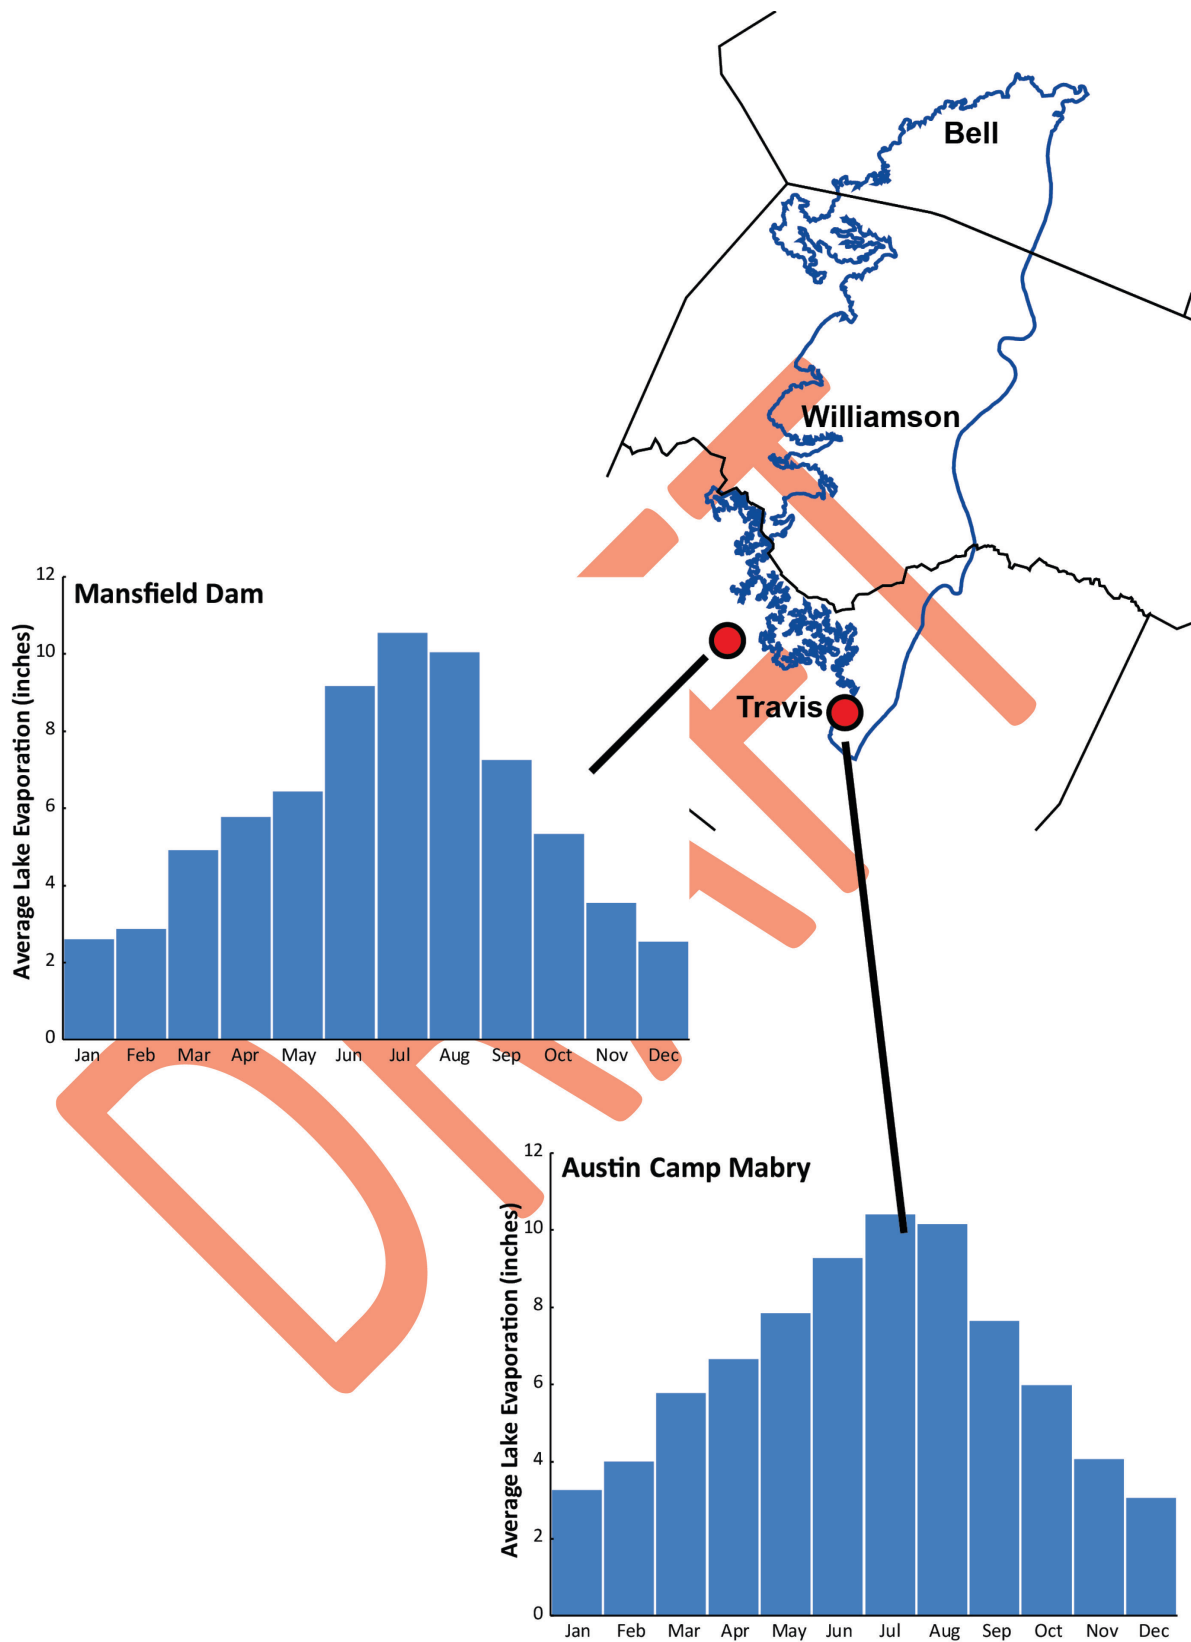 Bell
Williamson
Travis
Mansfield Dam
Average Lake Evaporation (inches)
12
10
8
6
4
2
0
Jan Feb Mar Apr May Jun Jul Aug Sep Oct Nov Dec
Austin Camp Mabry
Average Lake Evaporation (inches)
12
10
8
6
4
2
0
Jan Feb Mar Apr May Jun Jul Aug Sep Oct Nov Dec
DRAFT